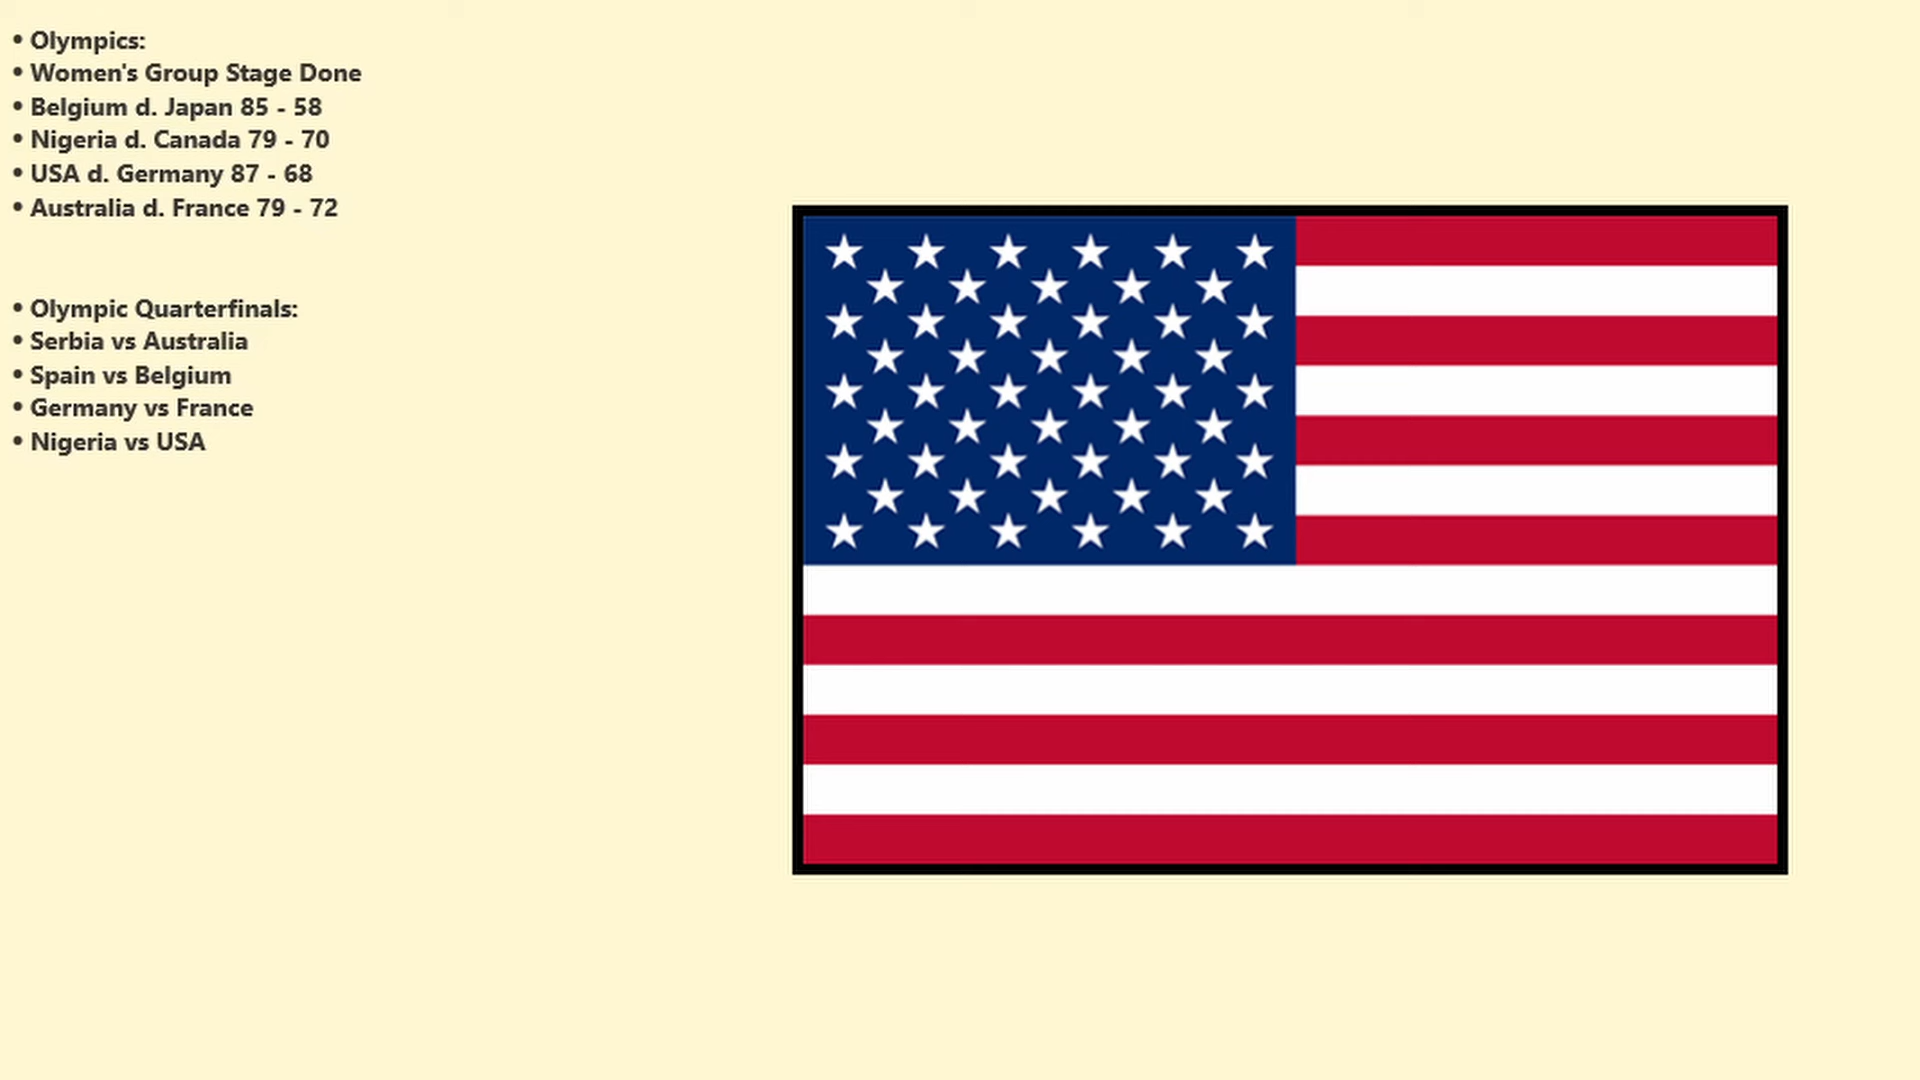 • Olympics:
• Women's Group Stage Done
• Belgium d. Japan 85 - 58
• Nigeria d. Canada 79 - 70
• USA d. Germany 87 - 68
• Australia d. France 79 - 72
• Olympic Quarterfinals:
• Serbia vs Australia
• Spain vs Belgium
• Germany vs France
• Nigeria vs USA